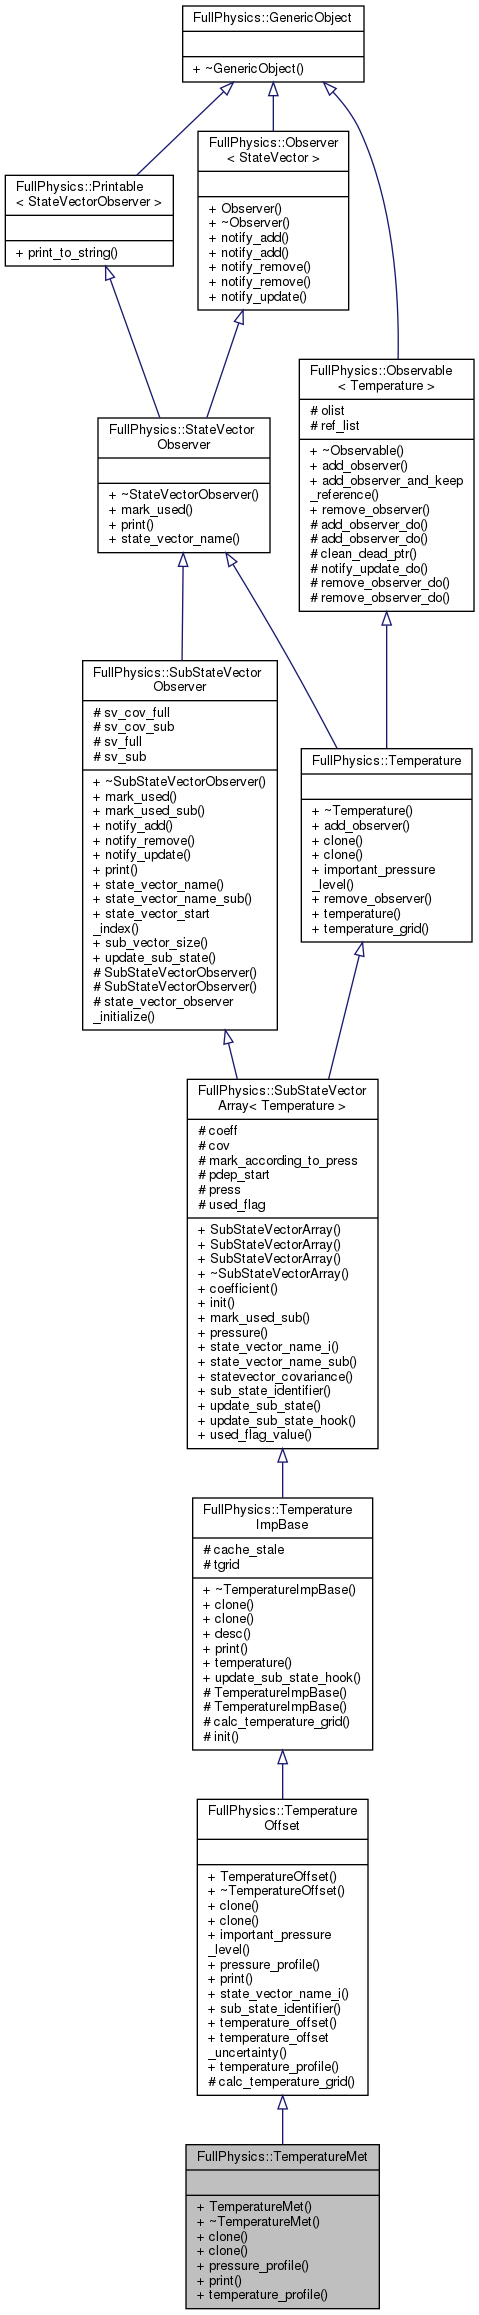 FullPhysics::GenericObject
+ ~GenericObject()
FullPhysics::Observer
< StateVector >
+ Observer()
+ ~Observer()
+ notify_add()
+ notify_add()
+ notify_remove()
+ notify_remove()
+ notify_update()
FullPhysics::Printable
< StateVectorObserver >
+ print_to_string()
FullPhysics::Observable
< Temperature >
# olist
# ref_list
+ ~Observable()
+ add_observer()
+ add_observer_and_keep
_reference()
+ remove_observer()
# add_observer_do()
# add_observer_do()
# clean_dead_ptr()
# notify_update_do()
# remove_observer_do()
# remove_observer_do()
FullPhysics::StateVector
Observer
+ ~StateVectorObserver()
+ mark_used()
+ print()
+ state_vector_name()
FullPhysics::SubStateVector
Observer
# sv_cov_full
# sv_cov_sub
# sv_full
# sv_sub
+ ~SubStateVectorObserver()
+ mark_used()
+ mark_used_sub()
+ notify_add()
+ notify_remove()
+ notify_update()
+ print()
+ state_vector_name()
+ state_vector_name_sub()
+ state_vector_start
_index()
+ sub_vector_size()
+ update_sub_state()
# SubStateVectorObserver()
# SubStateVectorObserver()
# state_vector_observer
_initialize()
FullPhysics::Temperature
+ ~Temperature()
+ add_observer()
+ clone()
+ clone()
+ important_pressure
_level()
+ remove_observer()
+ temperature()
+ temperature_grid()
FullPhysics::SubStateVector
Array< Temperature >
# coeff
# cov
# mark_according_to_press
# pdep_start
# press
# used_flag
+ SubStateVectorArray()
+ SubStateVectorArray()
+ SubStateVectorArray()
+ ~SubStateVectorArray()
+ coefficient()
+ init()
+ mark_used_sub()
+ pressure()
+ state_vector_name_i()
+ state_vector_name_sub()
+ statevector_covariance()
+ sub_state_identifier()
+ update_sub_state()
+ update_sub_state_hook()
+ used_flag_value()
FullPhysics::Temperature
ImpBase
# cache_stale
# tgrid
+ ~TemperatureImpBase()
+ clone()
+ clone()
+ desc()
+ print()
+ temperature()
+ update_sub_state_hook()
# TemperatureImpBase()
# TemperatureImpBase()
# calc_temperature_grid()
# init()
FullPhysics::Temperature
Offset
+ TemperatureOffset()
+ ~TemperatureOffset()
+ clone()
+ clone()
+ important_pressure
_level()
+ pressure_profile()
+ print()
+ state_vector_name_i()
+ sub_state_identifier()
+ temperature_offset()
+ temperature_offset
_uncertainty()
+ temperature_profile()
# calc_temperature_grid()
FullPhysics::TemperatureMet
+ TemperatureMet()
+ ~TemperatureMet()
+ clone()
+ clone()
+ pressure_profile()
+ print()
+ temperature_profile()